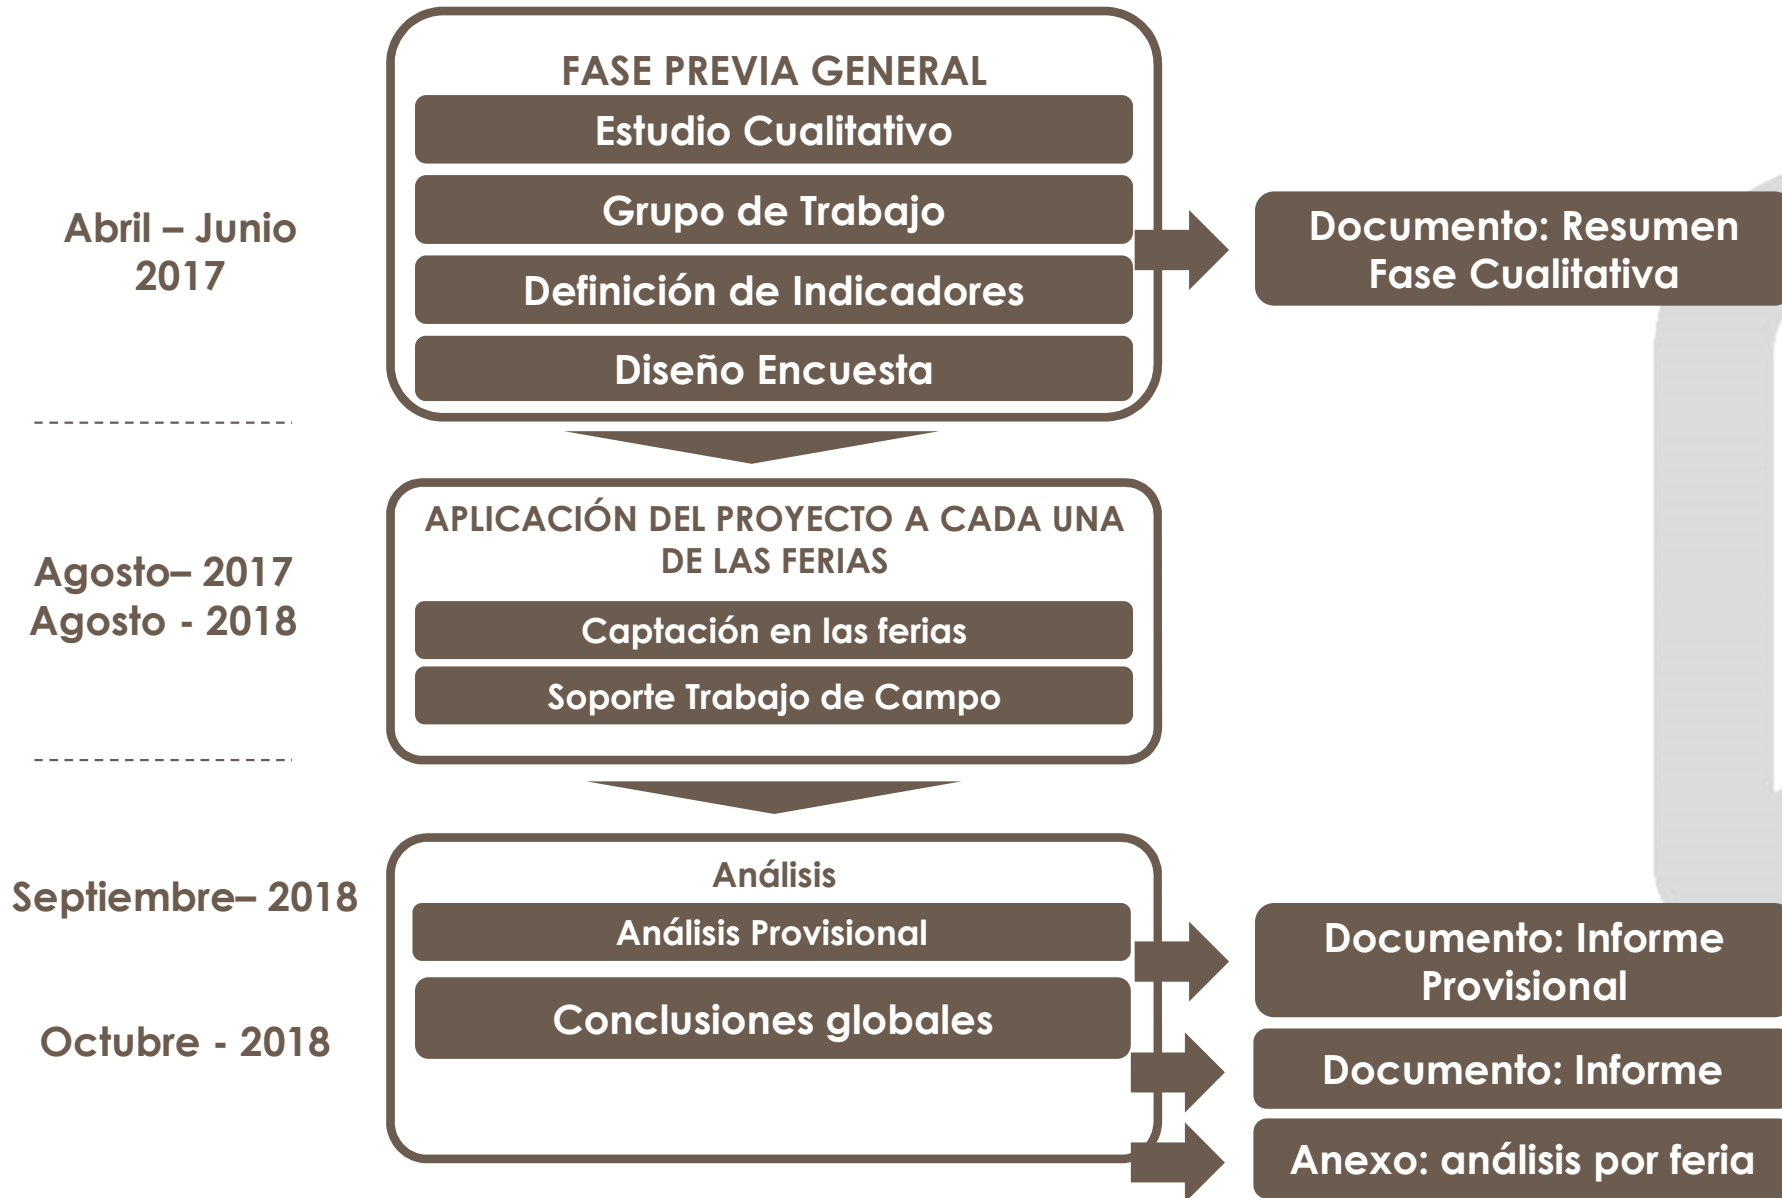 FASE PREVIA GENERAL
Estudio Cualitativo
Grupo de Trabajo
Definición de Indicadores
Diseño Encuesta
Abril – Junio
2017
Documento: Resumen
Fase Cualitativa
APLICACIÓN DEL PROYECTO A CADA UNA
DE LAS FERIAS
Captación en las ferias
Soporte Trabajo de Campo
Agosto– 2017
Agosto - 2018
Análisis
Análisis Provisional
Conclusiones globales
Septiembre– 2018
Octubre - 2018
Documento: Informe
Provisional
Documento: Informe
Anexo: análisis por feria